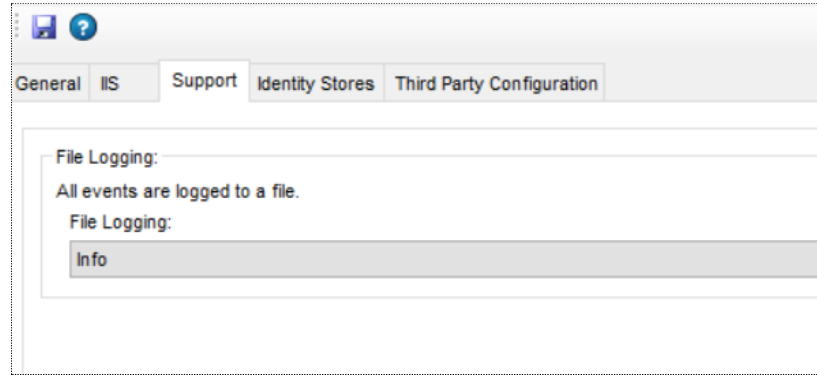 General IIS Support Identity Stores Third Party Configuration
File Logging:
All events are logged to a file.
File Logging:
Info